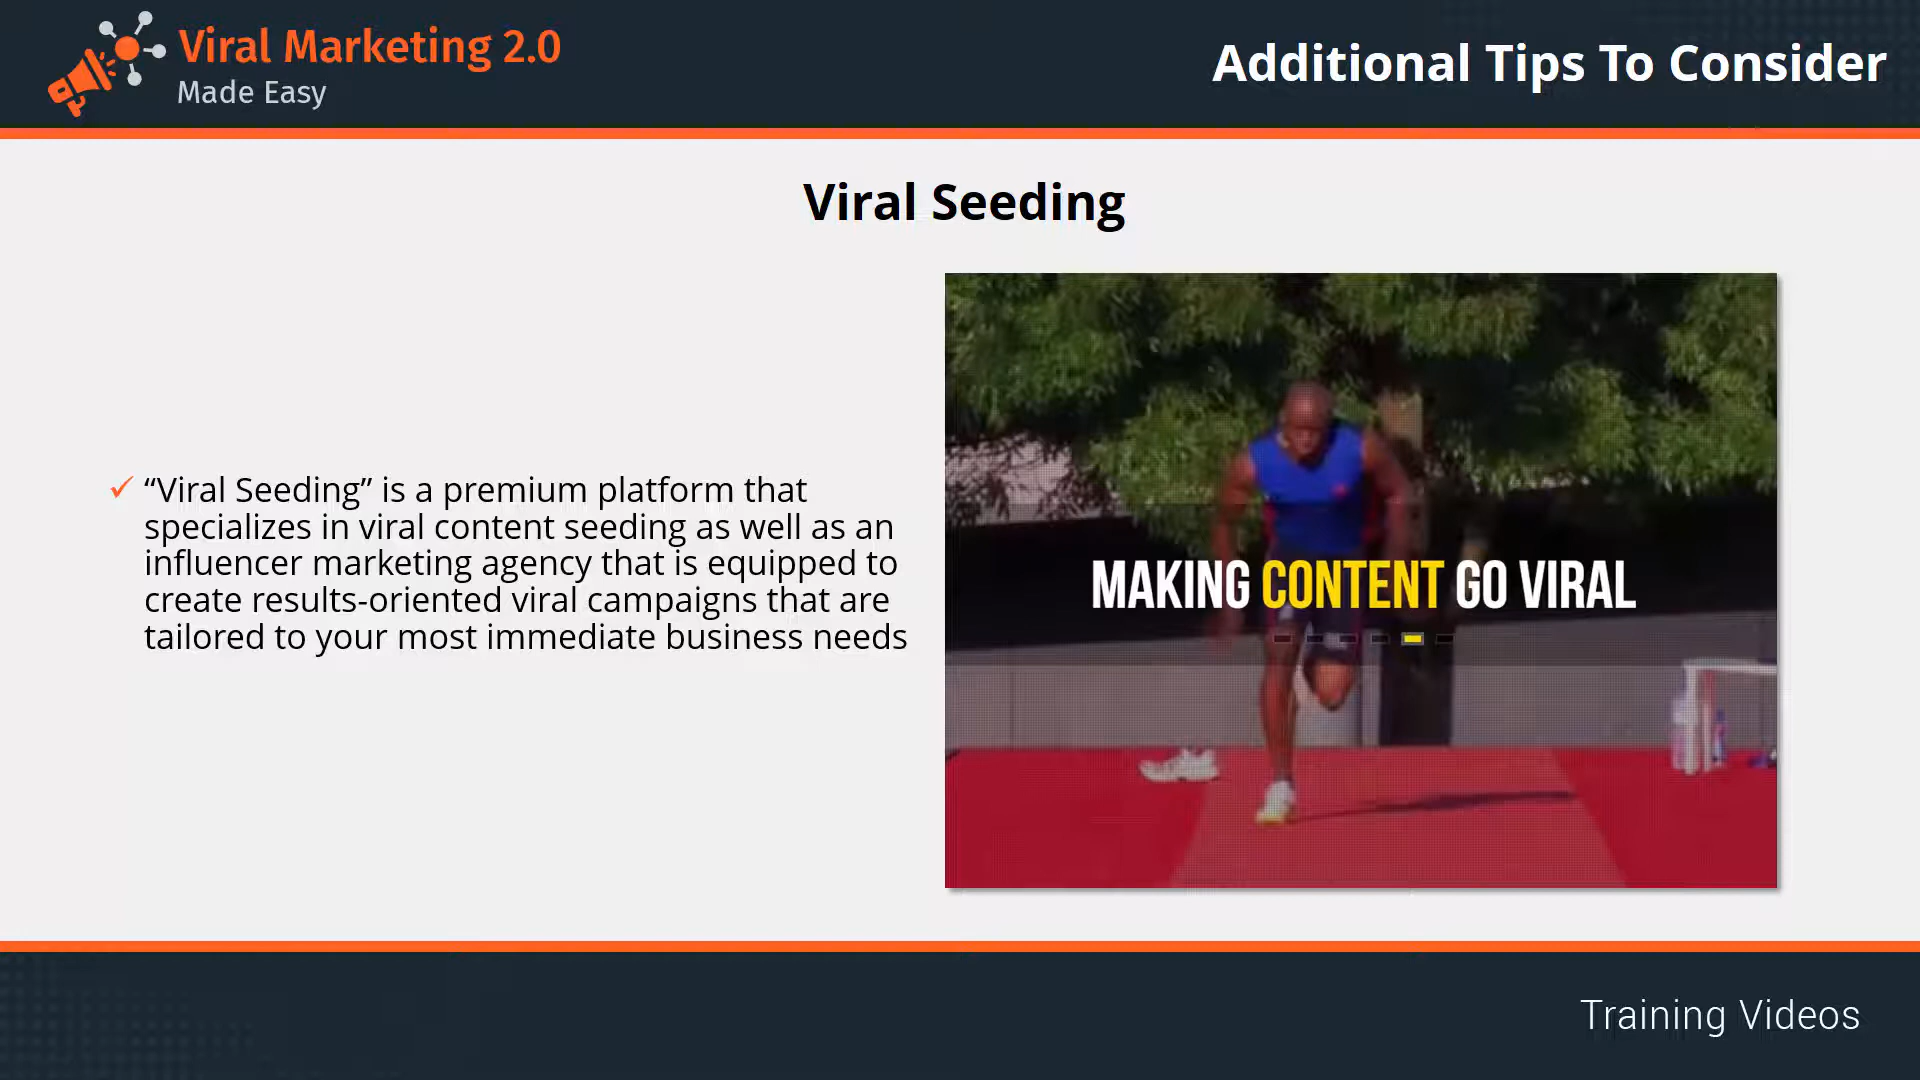 Viral Marketing 2.0
Made Easy
Additional Tips To Consider
Viral Seeding
“Viral Seeding” is a premium platform that
specializes in viral content seeding as well as an
influencer marketing agency that is equipped to
create results-oriented viral campaigns that are
tailored to your most immediate business needs
MAKING CONTENT GO VIRAL
Training Videos